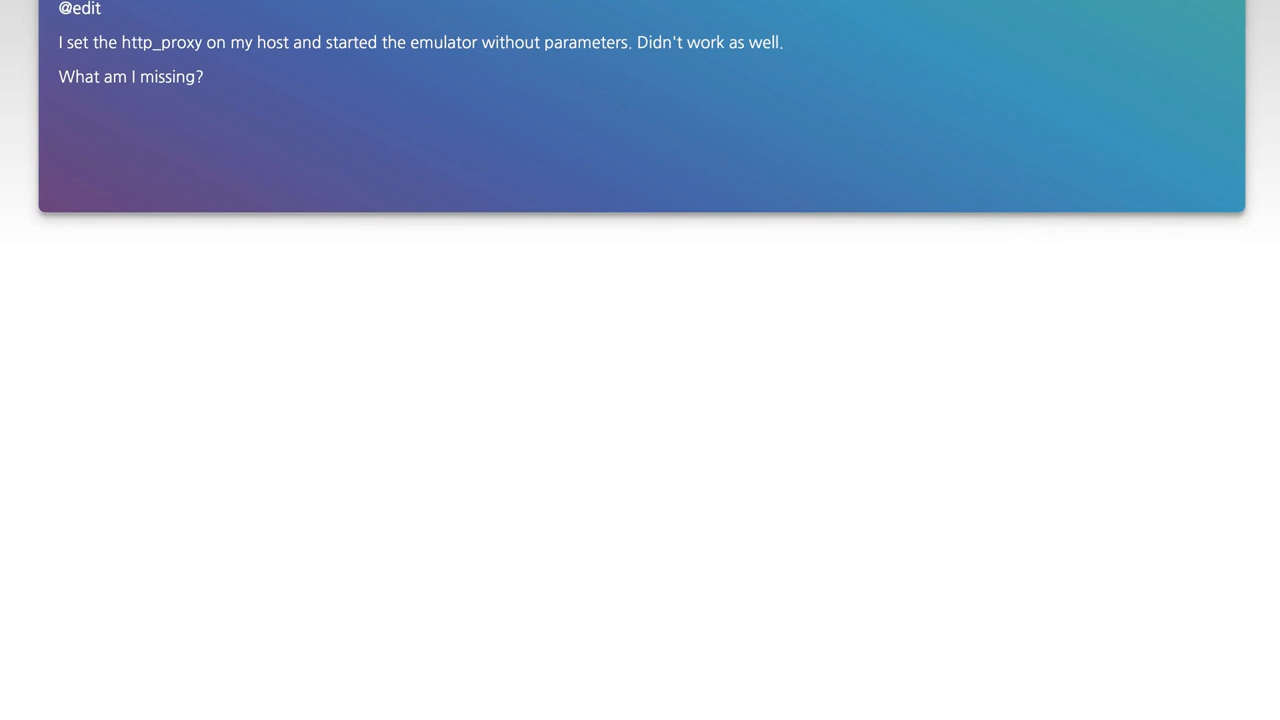 @edit
I set the http_proxy on my host and started the emulator without parameters. Didn't work as well.
What am I missing?